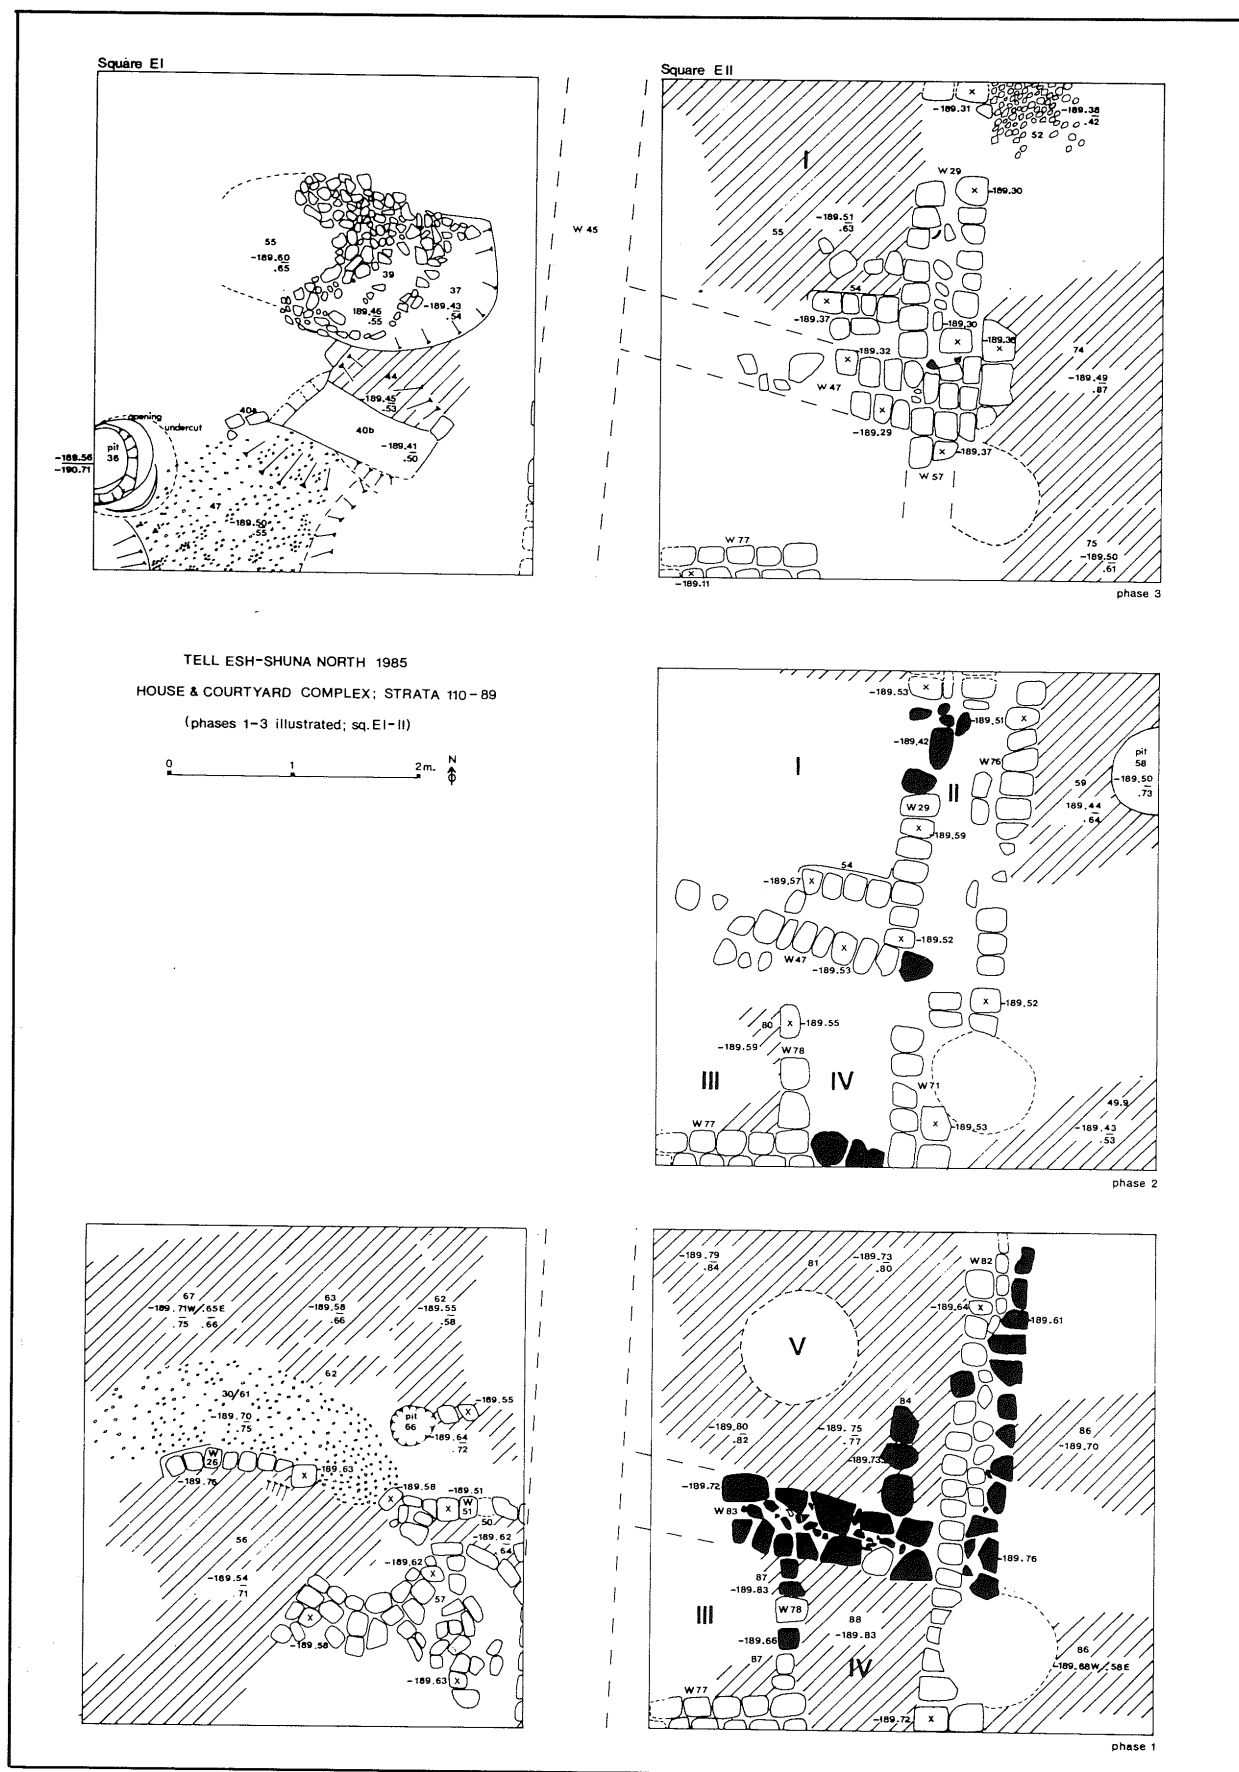 Square EI
55
-189.60
.65
39
37
-189.43
.54
189.46
.55
44
-189.45
.53
40a
40b
-189.41
.50
opening
undercut
pit
36
-189.56
-190.71
47
-189.50
.55
W 45
Square EII
-189.31
-189.38
.42
52
I
W 29
-189.30
-189.51
.63
55
54
-189.37
-189.30
-189.36
-189.32
74
-189.49
.87
W 47
-189.29
-189.37
W 57
W 77
-189.11
75
-189.50
.61
phase 3
TELL ESH-SHUNA NORTH 1985
HOUSE & COURTYARD COMPLEX; STRATA 110-89
(phases 1-3 illustrated; sq. EI-II)
0 1 2m.
N
-189.53
-189.51
-189.42
pit
58
-189.50
.73
I
II
W76
59
189.44
.64
W29
-189.59
54
-189.57
-189.52
W47
-189.53
-189.52
80
-189.55
-189.59
W78
III
IV
W71
49.9
-189.43
.53
W77
-189.53
phase 2
67
-189.71W/.65E
.75 .66
63
-189.58
.66
62
-189.55
.58
62
30/61
-189.70
.75
pit
66
-189.55
-189.64
.72
W
26
-189.76
-189.63
-189.58
-189.51
W
51
50
-189.62
.64
56
-189.54
.71
-189.62
57
-189.58
-189.63
-189.79
.84
81
-189.73
.80
W82
-189.64
-189.61
V
84
-189.80
.82
-189.75
.77
-189.73
86
-189.70
-189.72
W83
-189.76
87
-189.83
W78
III
88
-189.83
-189.66
87
IV
86
-189.68W/.58E
W77
-189.72
phase 1